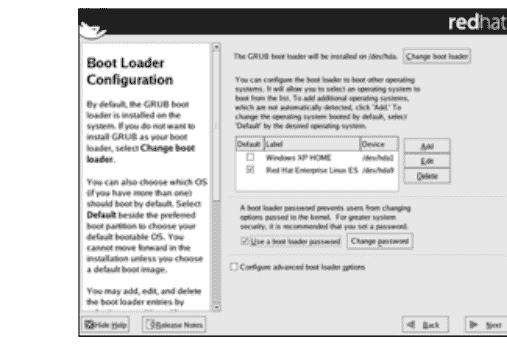 redhat
Boot Loader
Configuration
By default, the GRUB boot
loader is installed on the
system. If you do not want to
install GRUB as your boot
loader, select Change boot
loader.
You can also choose which OS
(if you have more than one)
should boot by default. Select
Default beside the preferred
boot partition to choose your
default bootable OS. You
cannot move forward in the
installation unless you choose
a default boot image.
You may add, edit, and delete
the boot loader entries by
The GRUB boot loader will be installed on /dev/hda.
Change boot loader
You can configure the boot loader to boot other operating
systems. It will allow you to select an operating system to
boot from the list. To add additional operating systems,
which are not automatically detected, click 'Add.' To
change the operating system booted by default, select
'Default' by the desired operating system.
Default Label Device
Windows XP HOME /dev/hda1
Red Hat Enterprise Linux ES /dev/hda9
Add
Edit
Delete
A boot loader password prevents users from changing
options passed to the kernel. For greater system
security, it is recommended that you set a password.
Use a boot loader password
Change password
Configure advanced boot loader options
Hide Help
Release Notes
Back
Next